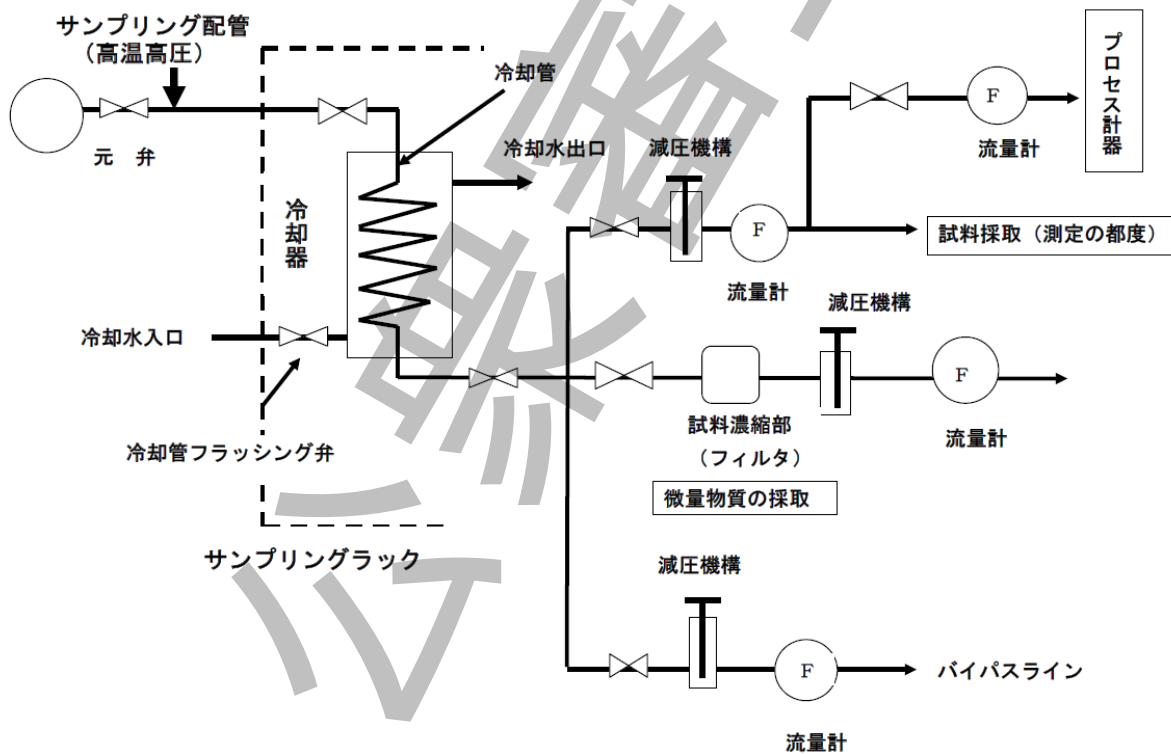 サンプリング配管
（高温高圧）
冷却管
プロセス計器
F
流量計
元 弁
冷却水出口
減圧機構
冷却器
F
試料採取（測定の都度）
流量計
減圧機構
冷却水入口
F
試料濃縮部
（フィルタ）
流量計
冷却管フラッシング弁
微量物質の採取
サンプリングラック
減圧機構
F
バイパスライン
流量計